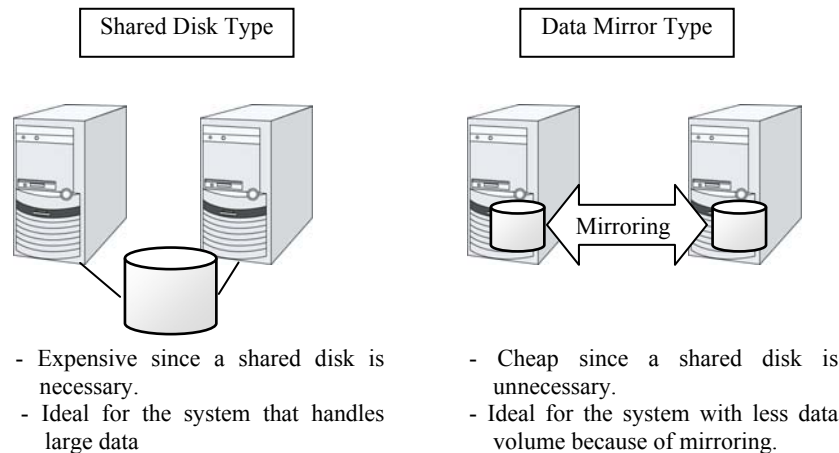 Shared Disk Type
Data Mirror Type
Mirroring
- Expensive since a shared disk is
necessary.
- Ideal for the system that handles
large data
- Cheap since a shared disk is
unnecessary.
- Ideal for the system with less data
volume because of mirroring.